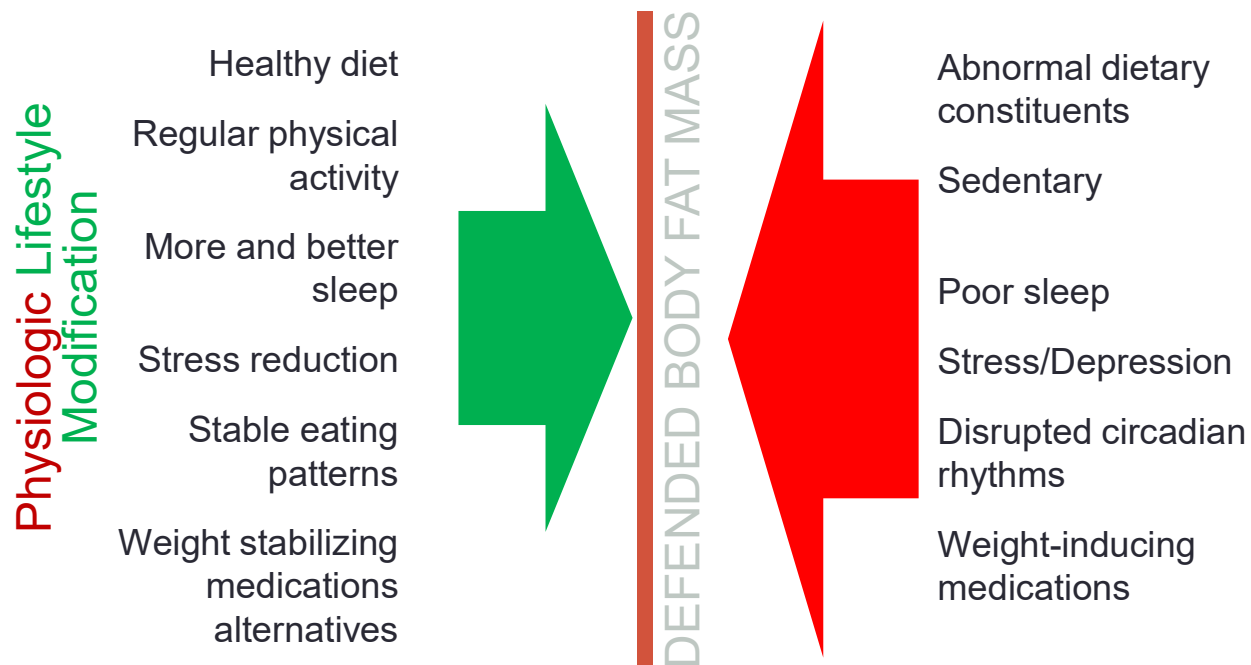 Physiologic Lifestyle
Modification
Healthy diet
Regular physical
activity
More and better
sleep
Stress reduction
Stable eating
patterns
Weight stabilizing
medications
alternatives
DEFENDED BODY FAT MASS
Abnormal dietary
constituents
Sedentary
Poor sleep
Stress/Depression
Disrupted circadian
rhythms
Weight-inducing
medications